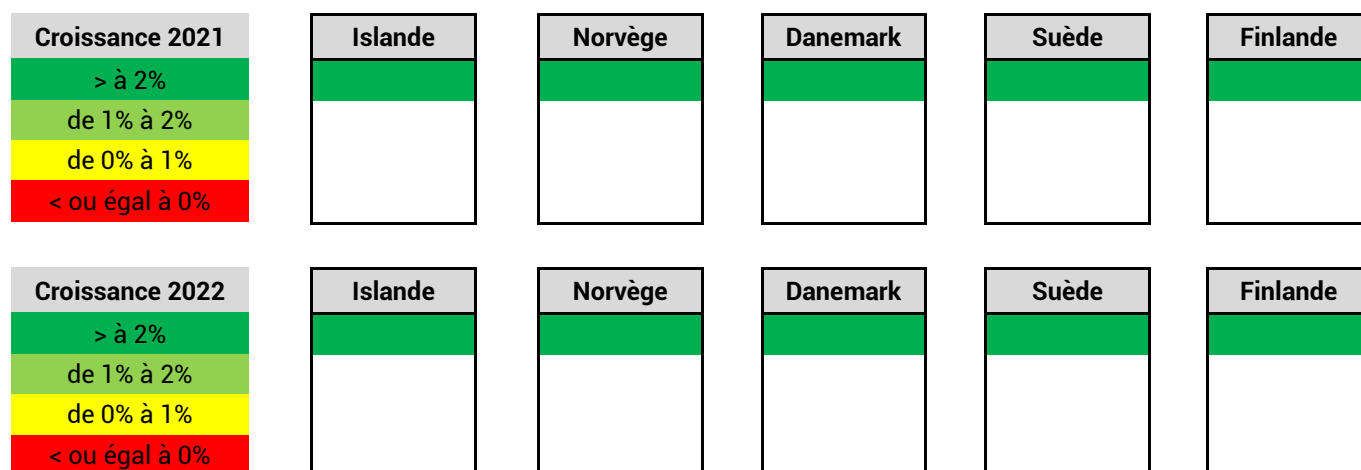 Croissance 2021 Islande Norvège Danemark Suède Finlande
> à 2%
de 1% à 2%
de 0% à 1%
< ou égal à 0%
Croissance 2022 Islande Norvège Danemark Suède Finlande
> à 2%
de 1% à 2%
de 0% à 1%
< ou égal à 0%